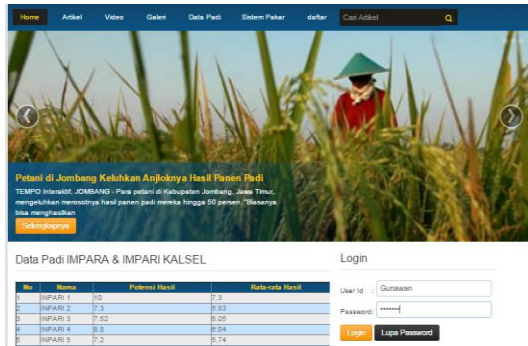 Home Artikel Video Galeri Data Padi Sistem Pakar daftar Cari Artikel
Petani di Jombang Keluhkan Anjloknya Hasil Panen Padi
TEMPO Interaktif, JOMBANG - Para petani di Kabupaten Jombang, Jawa Timur,
mengeluhkan merosotnya hasil panen padi mereka hingga 50 persen. "Biasanya
bisa menghasilkan
Selengkapnya
Data Padi IMPARA & IMPARI KALSEL
No Nama Potensi Hasil Rata-rata Hasil
1 INPARI 1 10 7.3
2 INPARI 2 7.3 5.83
3 INPARI 3 7.52 6.05
4 INPARI 4 8.8 6.04
5 INPARI 5 7.2 5.74
Login
User Id : Gunawan
Password: •••••••
Login Lupa Password